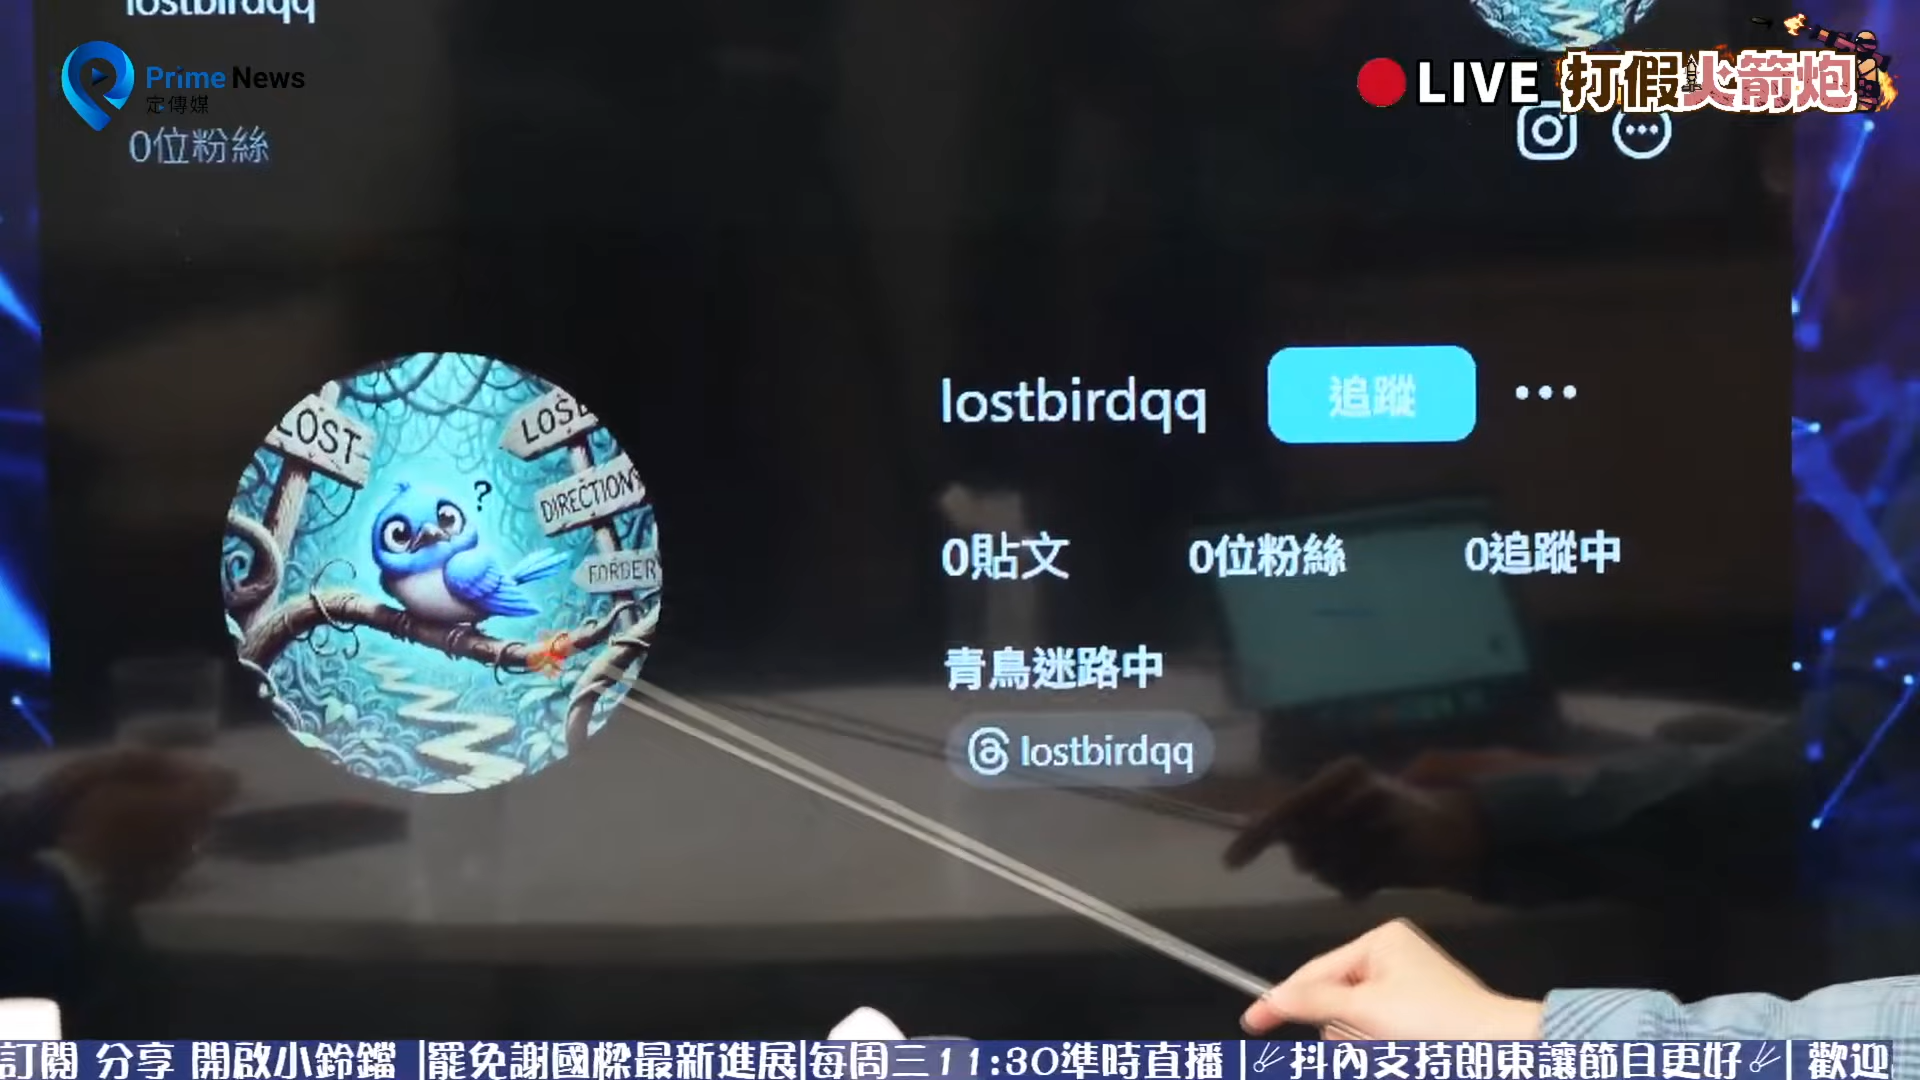 lostbirdqq
Prime News
定傳媒
0位粉絲
LIVE 打假火箭炮
LOST
LOSE
DIRECTIONS
?
lostbirdqq 追蹤
0貼文 0位粉絲 0追蹤中
青鳥迷路中
lostbirdqq
訂閱 分享 開啟小鈴鐺 |罷免謝國樑最新進展|每周三11:30準時直播 | 抖內支持朗東讓節目更好 | 歡迎